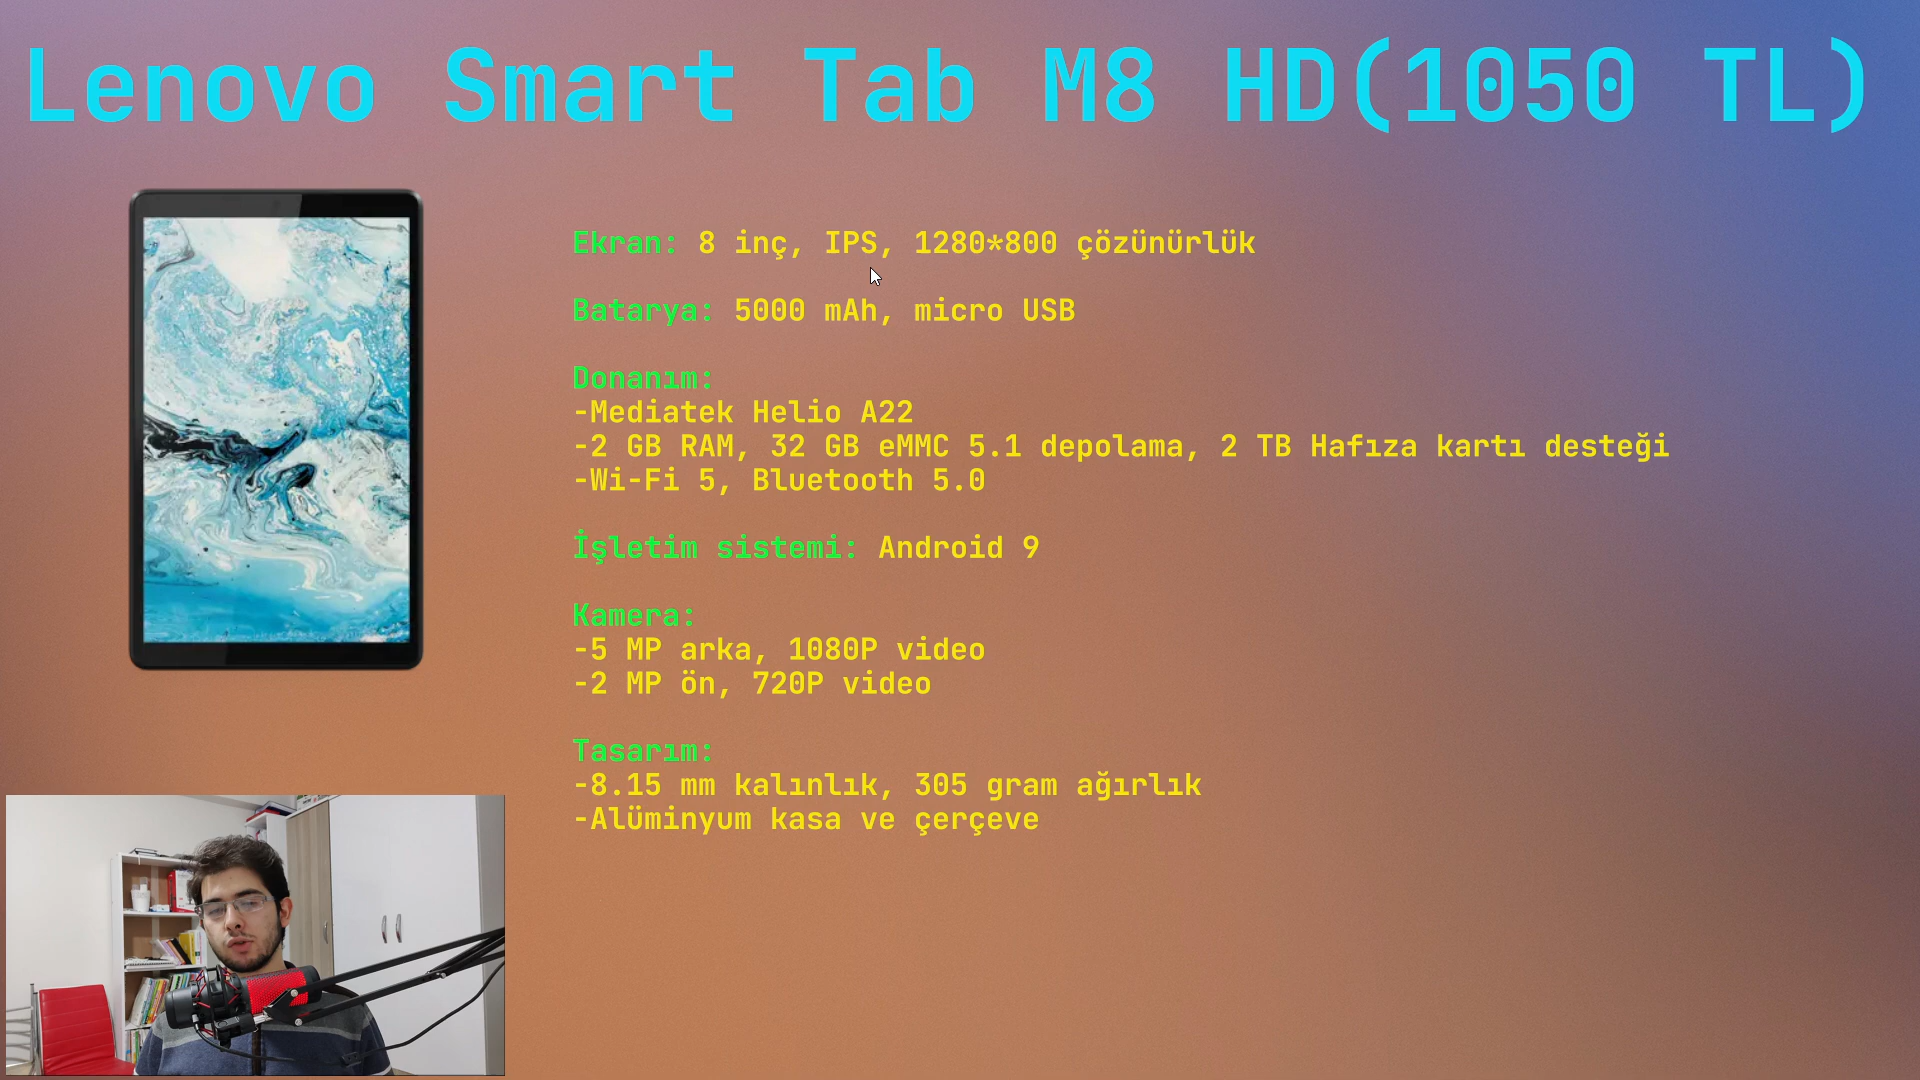 Lenovo Smart Tab M8 HD(1050 TL)
Ekran: 8 inç, IPS, 1280*800 çözünürlük
Batarya: 5000 mAh, micro USB
Donanım:
-Mediatek Helio A22
-2 GB RAM, 32 GB eMMC 5.1 depolama, 2 TB Hafıza kartı desteği
-Wi-Fi 5, Bluetooth 5.0
İşletim sistemi: Android 9
Kamera:
-5 MP arka, 1080P video
-2 MP ön, 720P video
Tasarım:
-8.15 mm kalınlık, 305 gram ağırlık
-Alüminyum kasa ve çerçeve